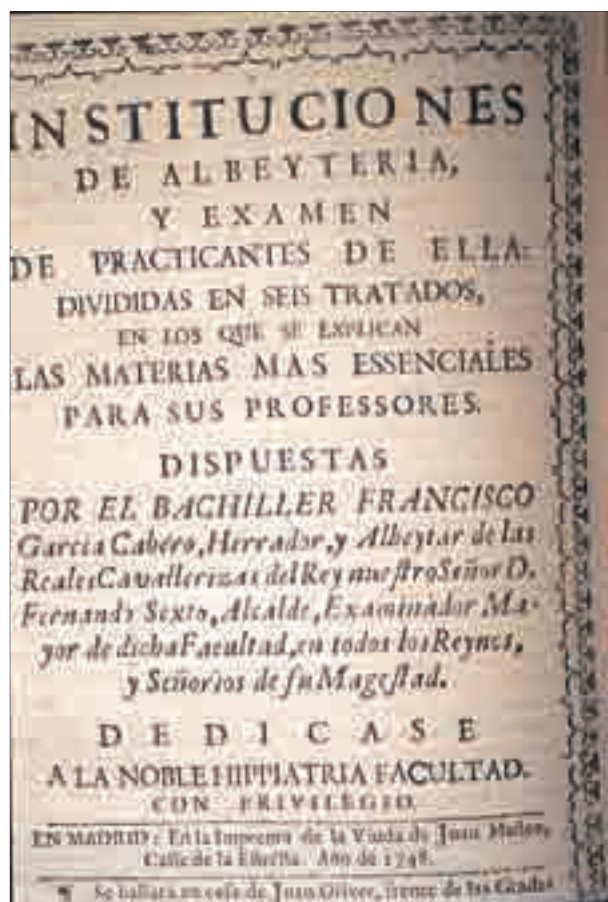 INSTITUCIONES
DE ALBEYTERIA,
Y EXAMEN
DE PRACTICANTES DE ELLA:
DIVIDIDAS EN SEIS TRATADOS,
EN LOS QUE SE EXPLICAN
LAS MATERIAS MAS ESSENCIALES
PARA SUS PROFESSORES.
DISPUESTAS
POR EL BACHILLER FRANCISCO
Garcia Cabero, Herrador, y Albeytar de las
Reales Cavallerizas del Rey nueſtro Señor D.
Fernando Sexto, Alcalde, Examinador Ma-
yor de dicha Facultad, en todos los Reynos,
y Señorios de ſu Mageſtad.
DEDICASE
A LA NOBLE HIPPIATRIA FACULTAD.
CON PRIVILEGIO.
EN MADRID: En la Imprenta de la Viuda de Juan Muñoz,
Calle de la Año de 1748.
¶ Se hallara en caſa de Juan Oliver, frente de las Gradas